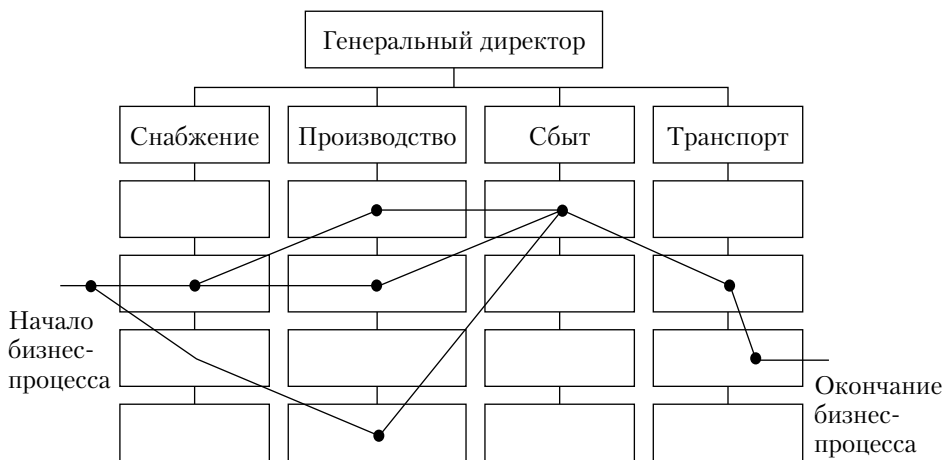 Генеральный директор
Снабжение
Производство
Сбыт
Транспорт
Начало
бизнес-
процесса
Окончание
бизнес-
процесса